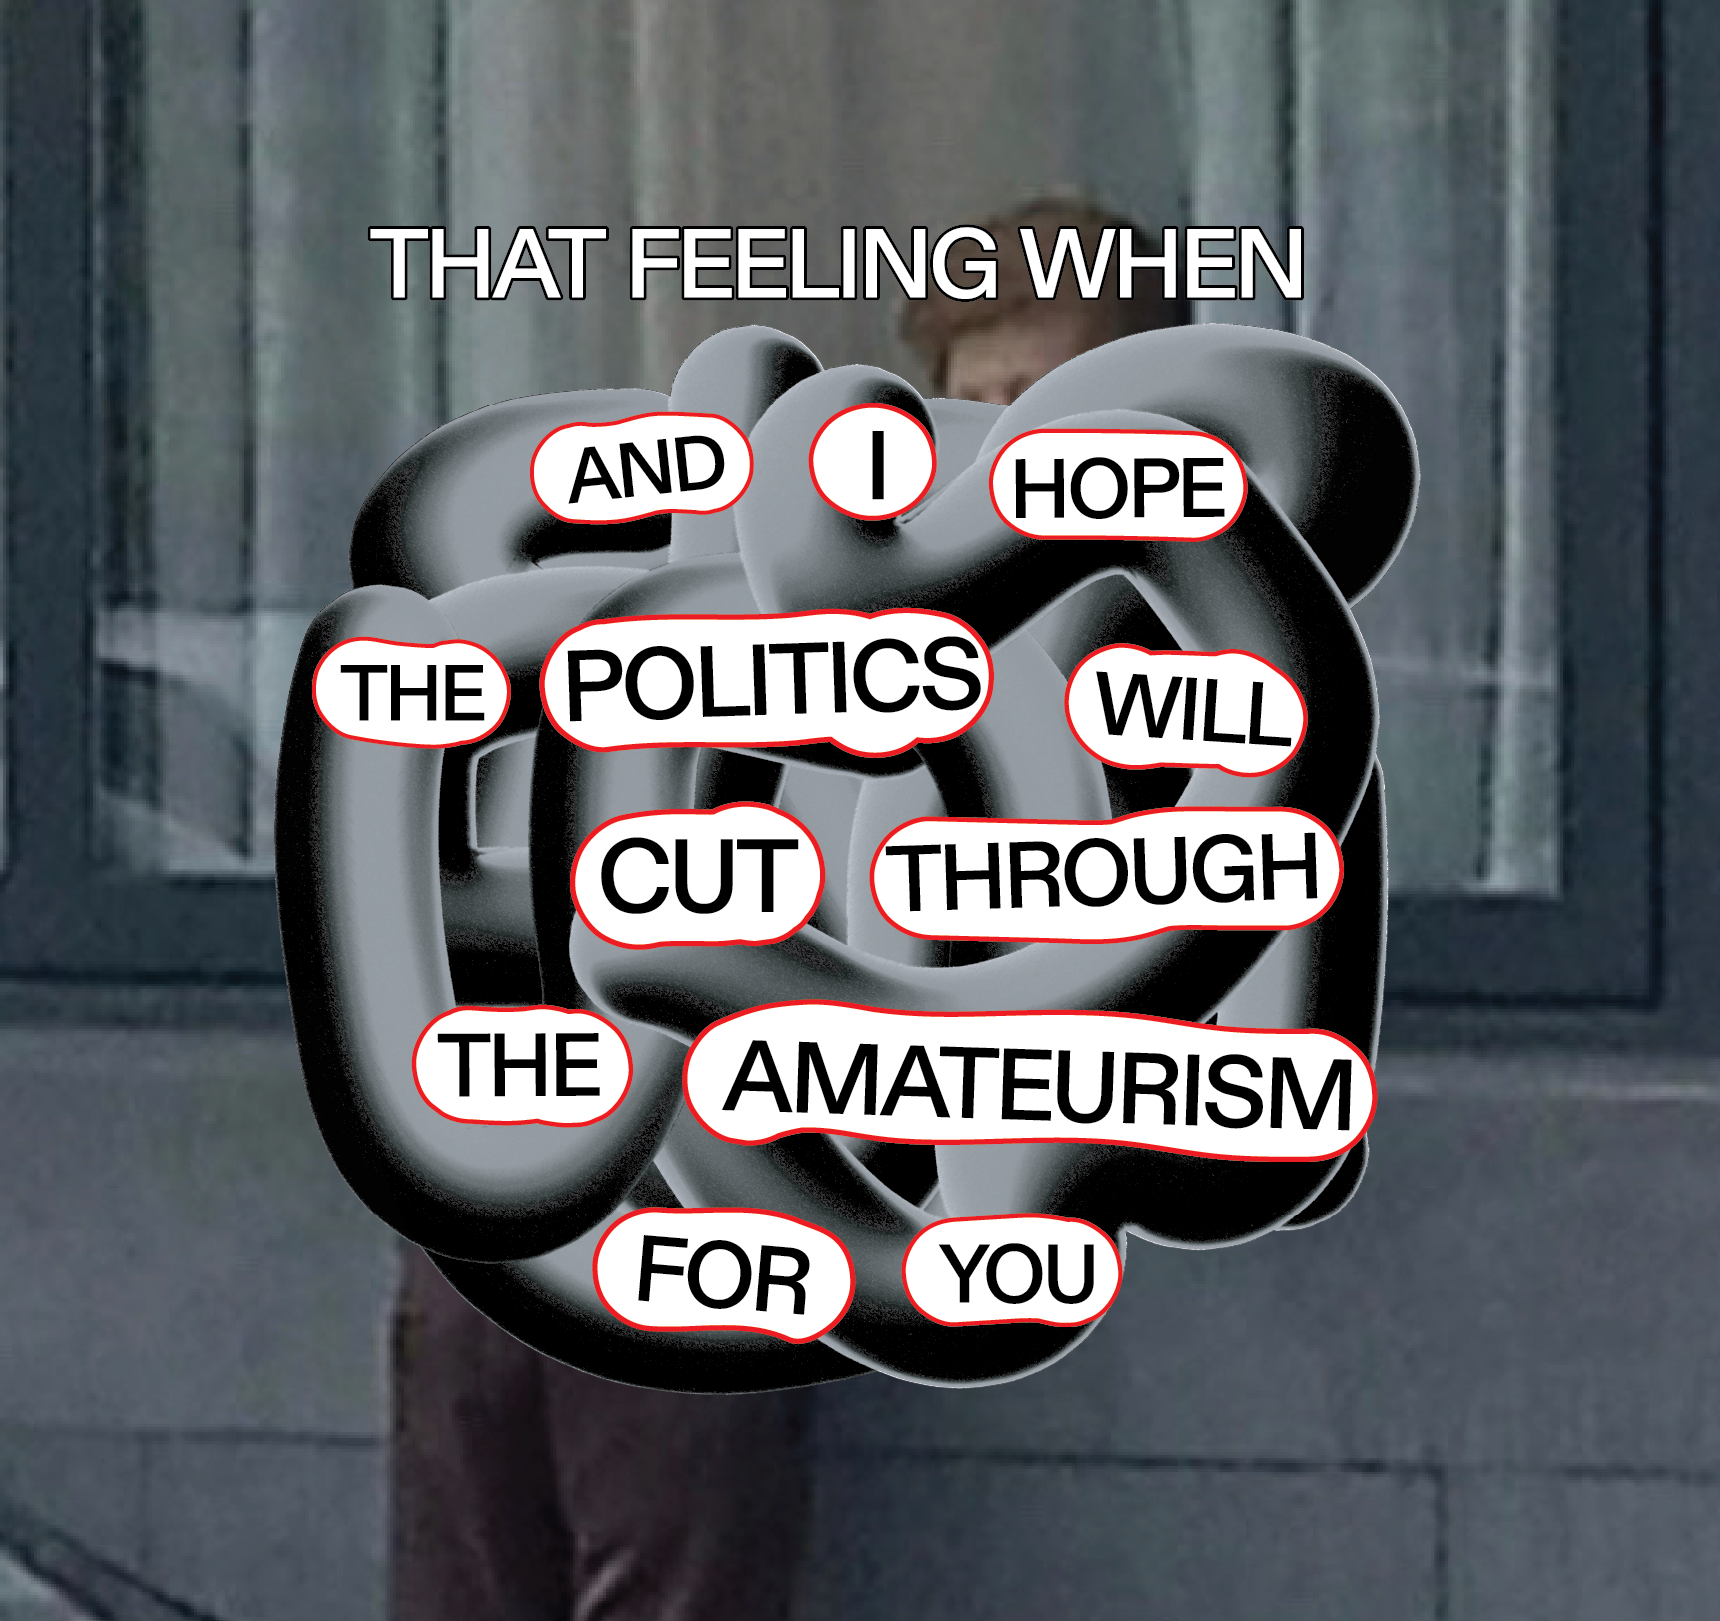 THAT FEELING WHEN
AND I HOPE
THE POLITICS WILL
CUT THROUGH
THE AMATEURISM
FOR YOU